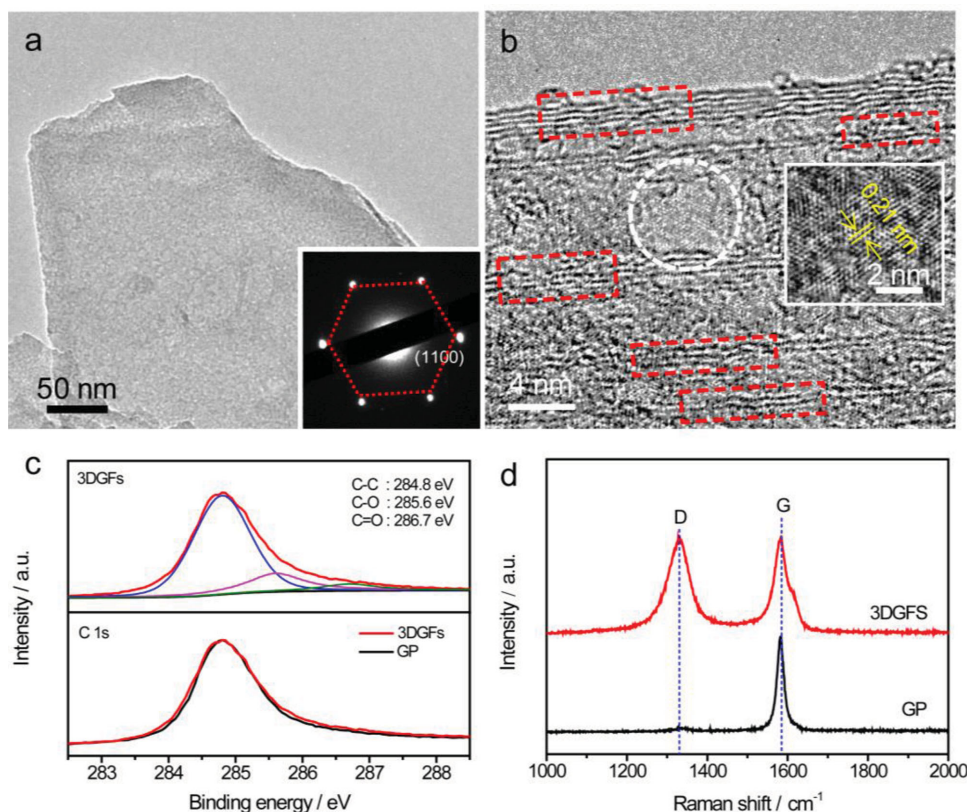 a
50 nm
(1100)
b
0.21 nm
2 nm
4 nm
c
3DGFs
C-C : 284.8 eV
C-O : 285.6 eV
C=O : 286.7 eV
C 1s
3DGFs
GP
Intensity / a.u.
283 284 285 286 287 288
Binding energy / eV
d
D
G
3DGFS
GP
Intensity / a.u.
1000 1200 1400 1600 1800 2000
Raman shift / cm⁻¹